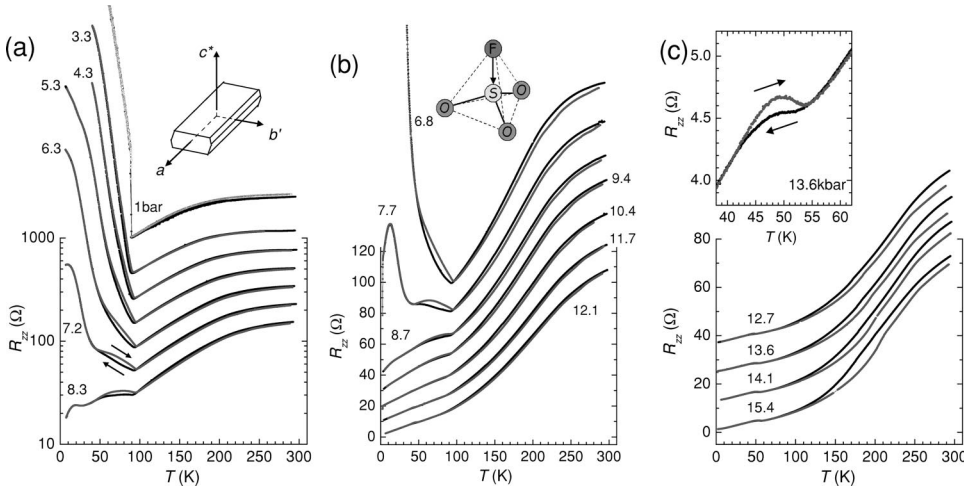 (a)
3.3
4.3
5.3
6.3
c*
b'
a
1bar
7.2
8.3
1000
100
10
R_zz (Ω)
0 50 100 150 200 250 300
T (K)
(b)
F
S
O
O
O
6.8
7.7
8.7
9.4
10.4
11.7
12.1
120
100
80
60
40
20
0
R_zz (Ω)
0 50 100 150 200 250 300
T (K)
(c)
5.0
4.5
4.0
R_zz (Ω)
13.6kbar
40 45 50 55 60
T (K)
80
60
40
20
0
R_zz (Ω)
12.7
13.6
14.1
15.4
0 50 100 150 200 250 300
T (K)